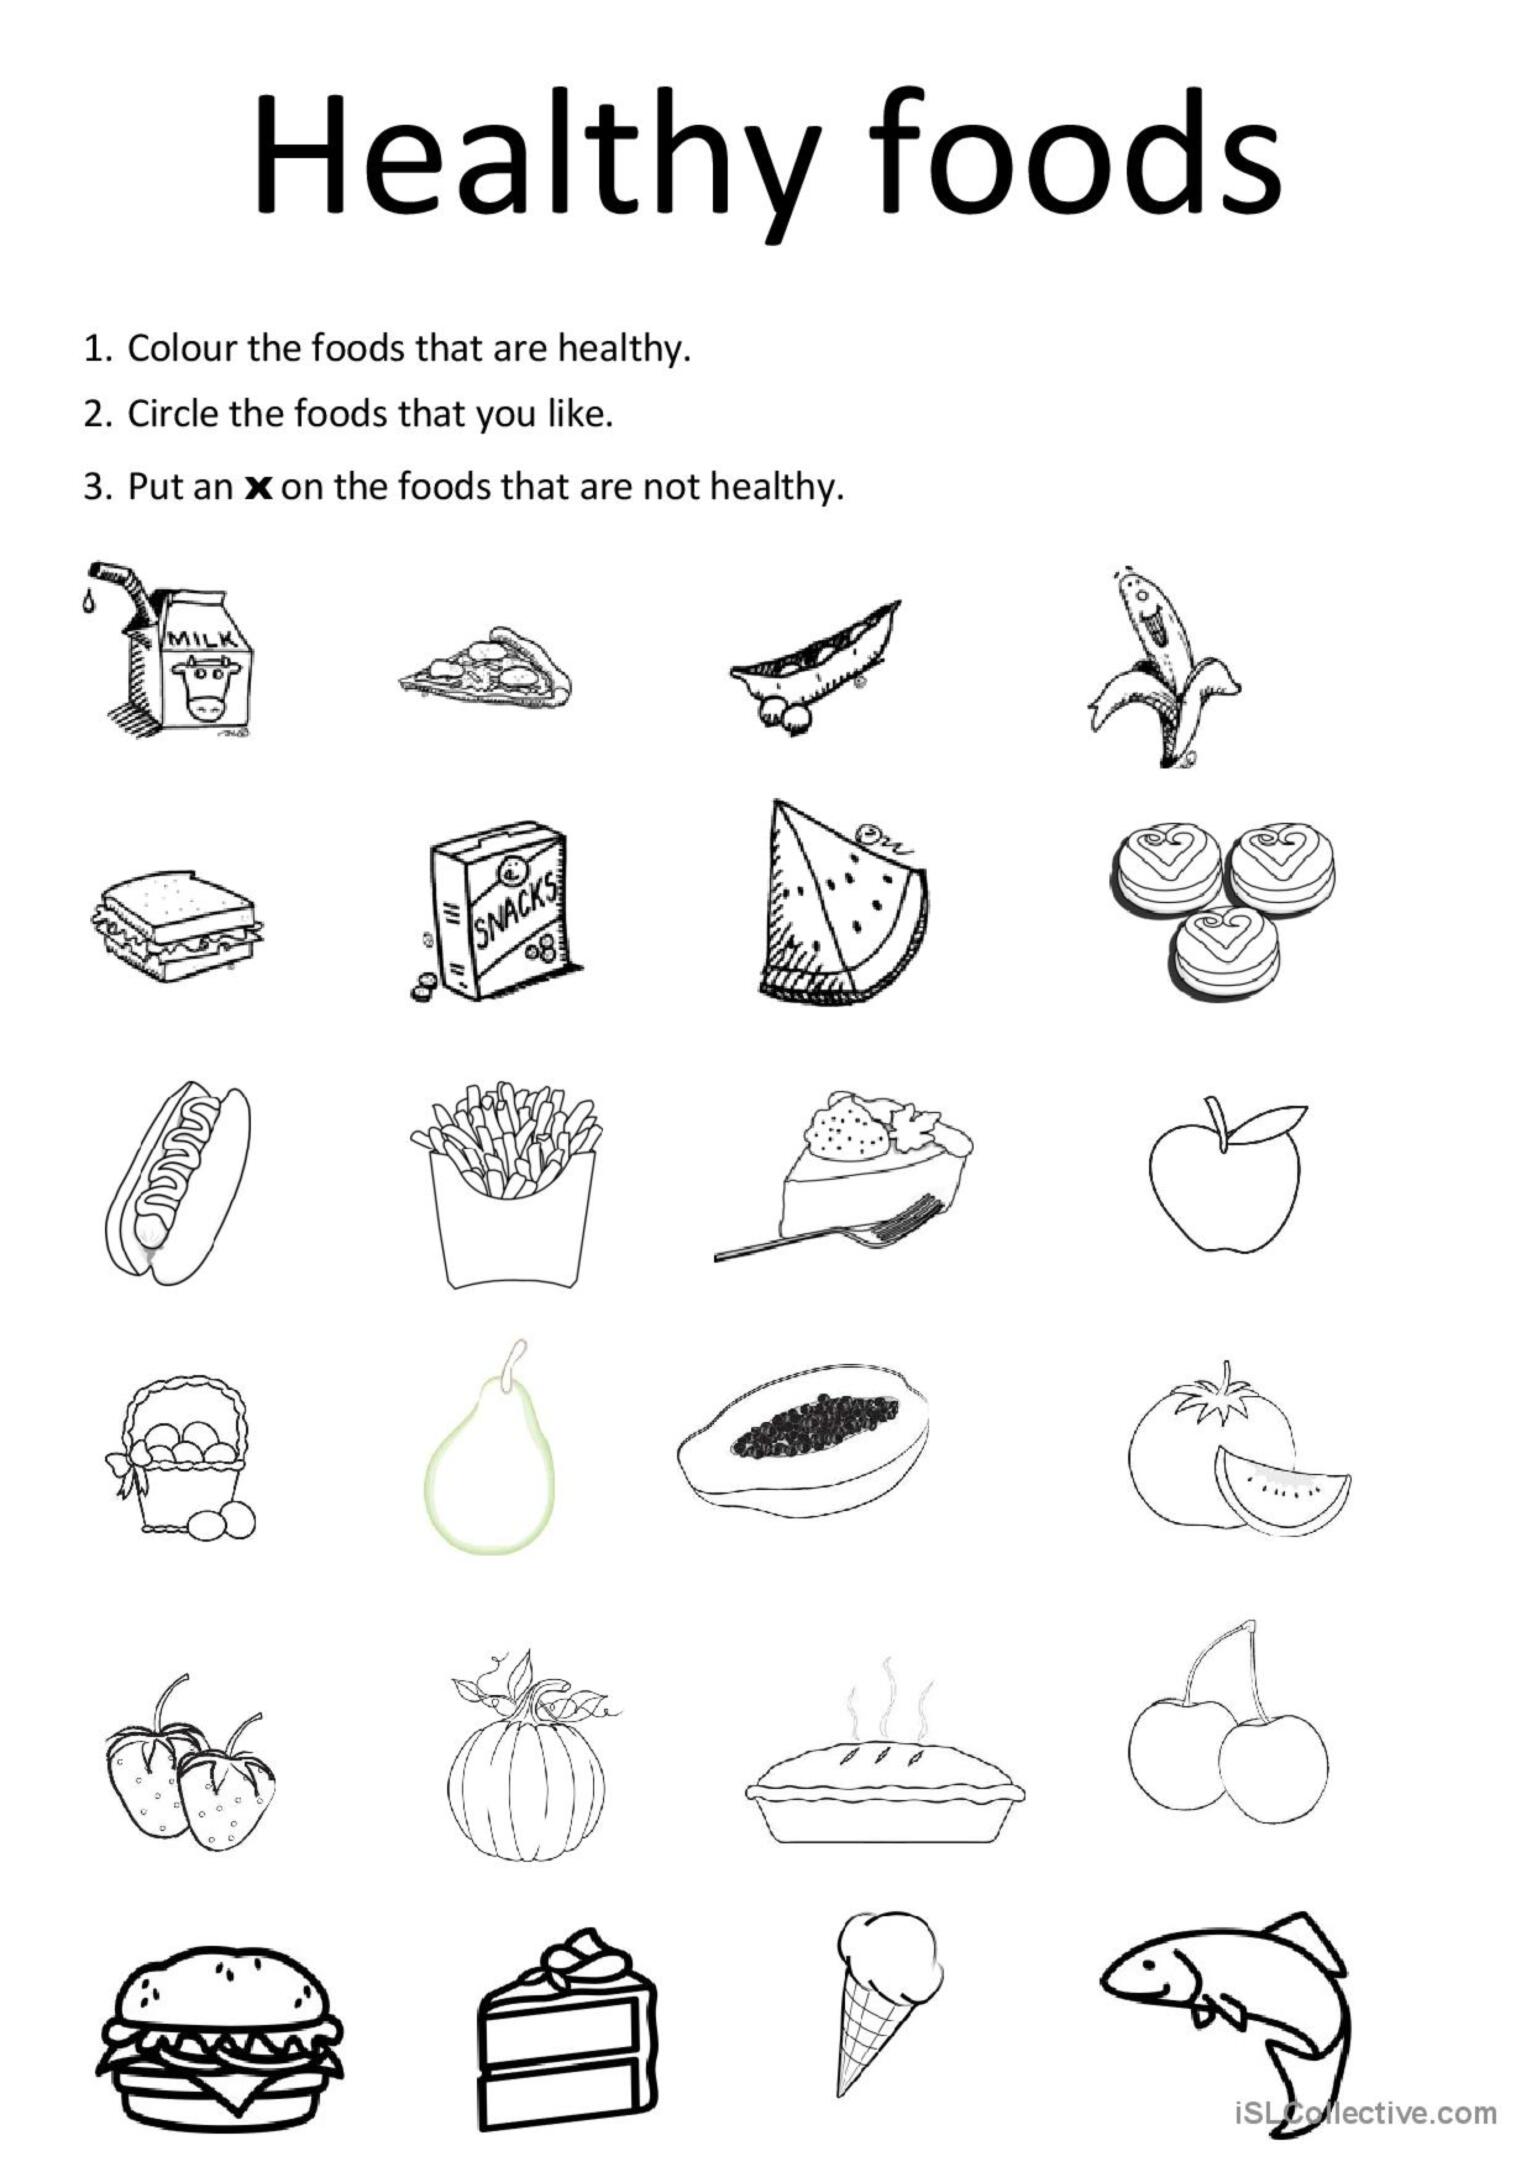 Healthy foods
1. Colour the foods that are healthy.
2. Circle the foods that you like.
3. Put an x on the foods that are not healthy.
MILK
SNACKS
iSLCollective.com